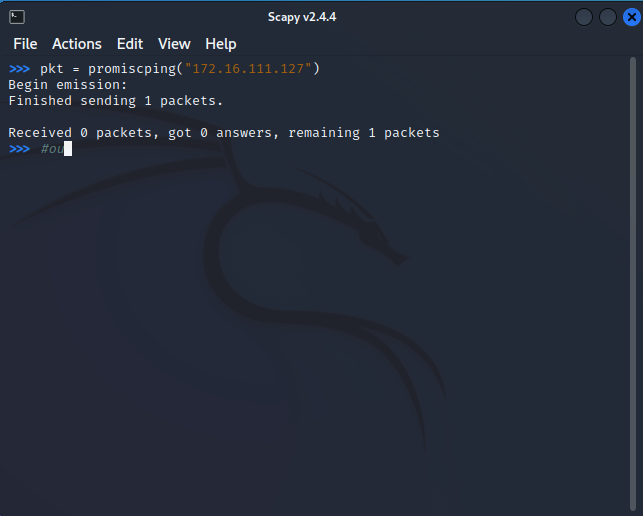 Scapy v2.4.4
File Actions Edit View Help
>>> pkt = promiscping("172.16.111.127")
Begin emission:
Finished sending 1 packets.
Received 0 packets, got 0 answers, remaining 1 packets
>>> #ou